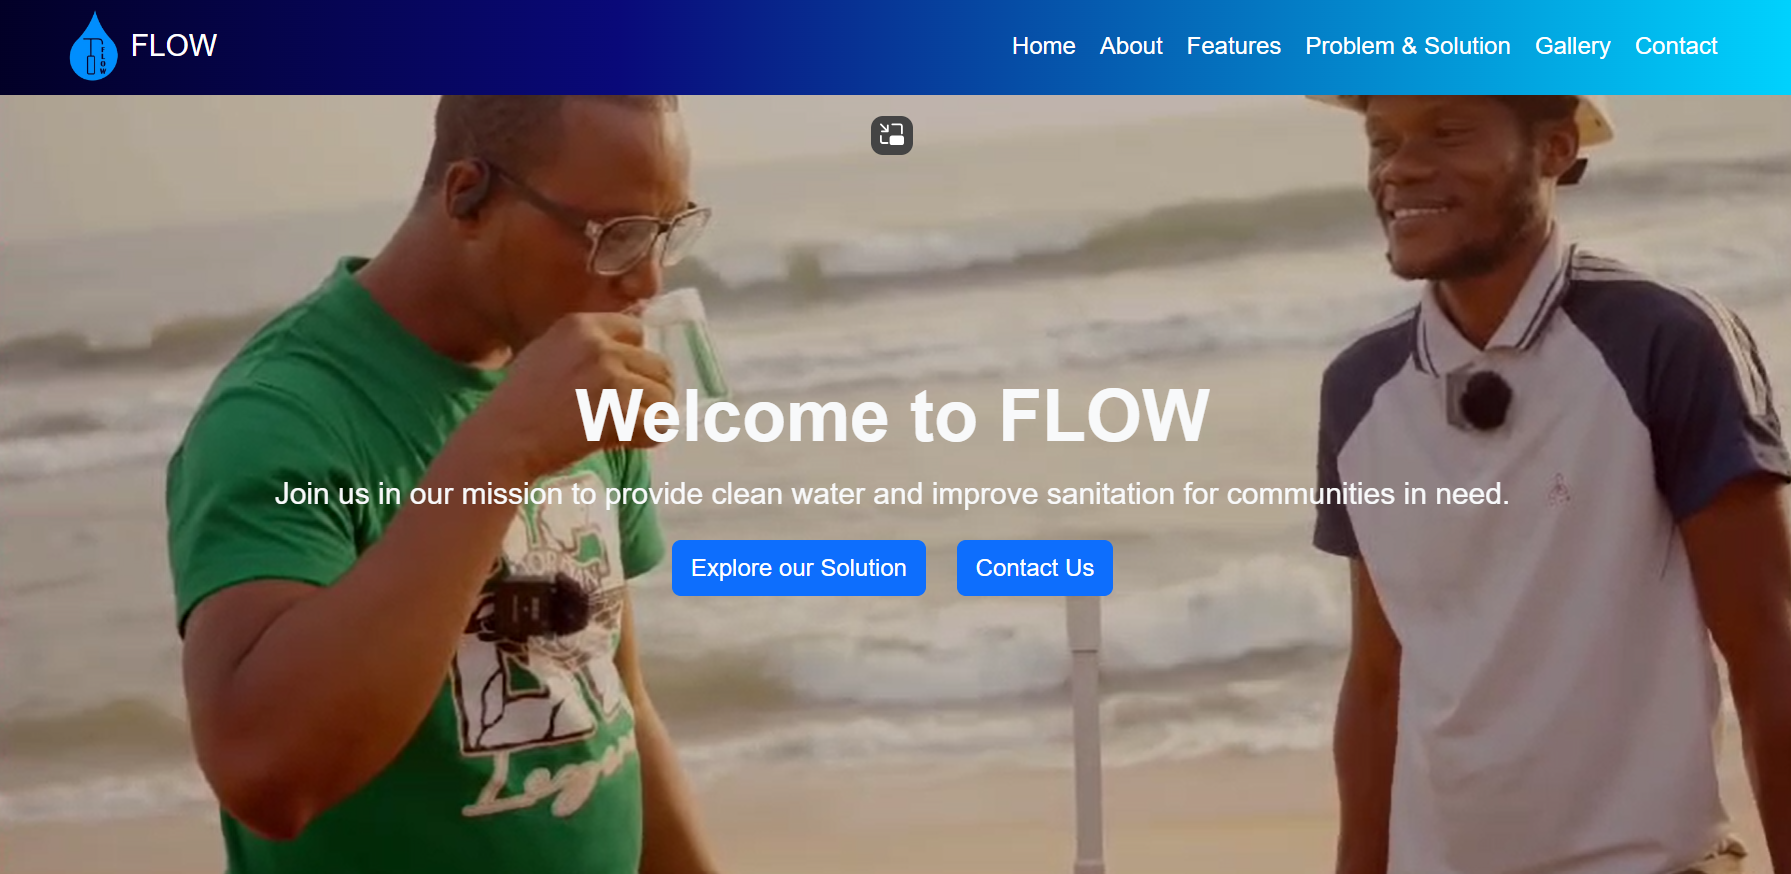 FLOW
FLOW
Home About Features Problem & Solution Gallery Contact
Welcome to FLOW
Join us in our mission to provide clean water and improve sanitation for communities in need.
Explore our Solution Contact Us